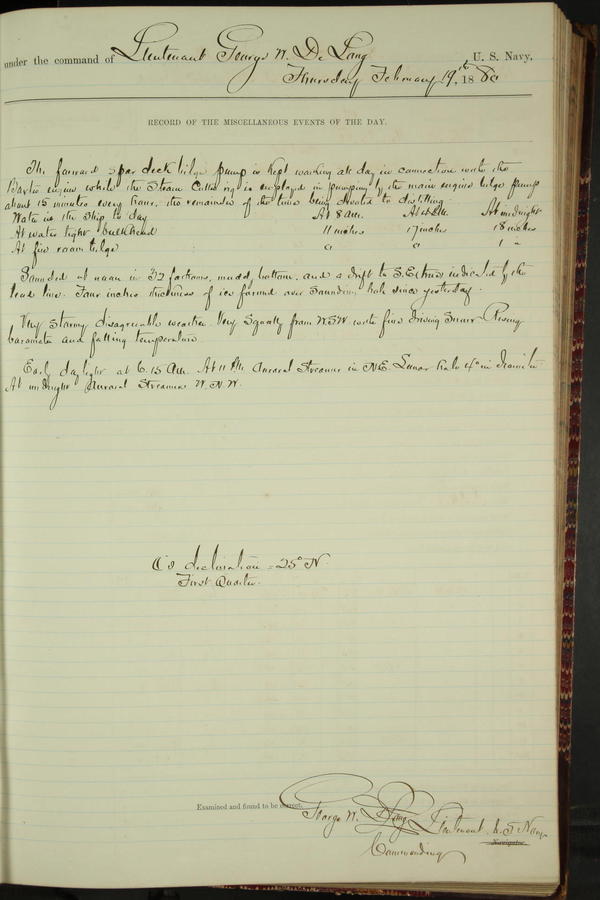 under the command of Lieutenant George W. De Long U. S. Navy,
Thursday February 19th, 1880
RECORD OF THE MISCELLANEOUS EVENTS OF THE DAY.
The forward spar deck bilge pump is kept working all day in connection with the
Baxter engine while the Steam Cutter rig is employed in pumping by the main engine bilge pump
about 15 minutes every hour, the remainder of the time being devoted to distilling.
Water in the Ship to day At 8 am. At 4 P.M. At midnight
At water tight bulkhead 11 inches 17 inches 18 inches
At fire room bilge 0 0 1 "
Sounded at noon in 32 fathoms, muddy bottom, and a drift to S.E. being indicated by the
lead line. Four inches thickness of ice formed over Sounding hole since yesterday.
Very stormy disagreeable weather. Very Squally from W.S.W with fine driving Snow. Rising
barometer and falling temperature.
Early daylight at 6.15 am. At 11 PM Auroral Streamer in N.E. Lunar halo 4° in diameter
At midnight Auroral Streamers W.N.W.
☾'s declination = 25° N.
First Quarter.
Examined and found to be correct.
George W. De Long Lieutenant U.S Navy
Navigator.
Commanding